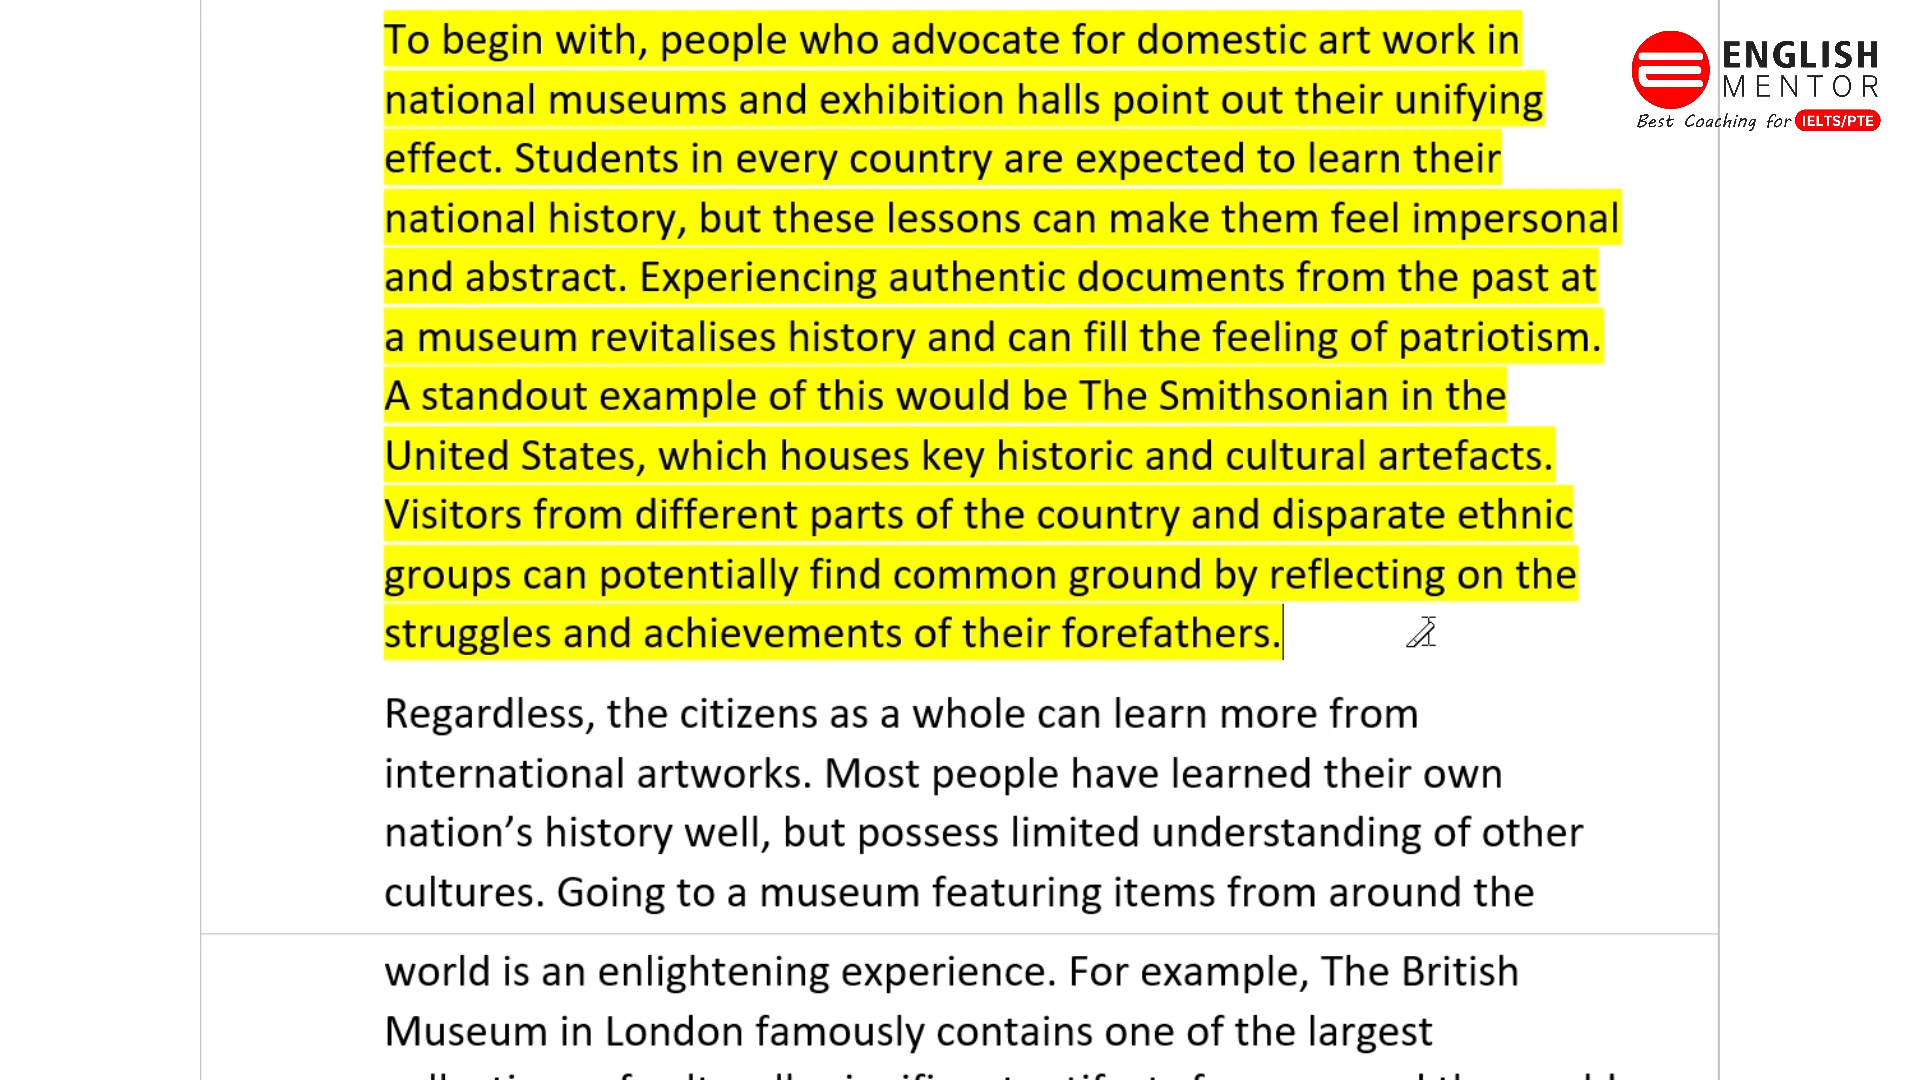 To begin with, people who advocate for domestic art work in
national museums and exhibition halls point out their unifying
effect. Students in every country are expected to learn their
national history, but these lessons can make them feel impersonal
and abstract. Experiencing authentic documents from the past at
a museum revitalises history and can fill the feeling of patriotism.
A standout example of this would be The Smithsonian in the
United States, which houses key historic and cultural artefacts.
Visitors from different parts of the country and disparate ethnic
groups can potentially find common ground by reflecting on the
struggles and achievements of their forefathers.
Regardless, the citizens as a whole can learn more from
international artworks. Most people have learned their own
nation’s history well, but possess limited understanding of other
cultures. Going to a museum featuring items from around the
world is an enlightening experience. For example, The British
Museum in London famously contains one of the largest
ENGLISH
MENTOR
Best Coaching for IELTS/PTE